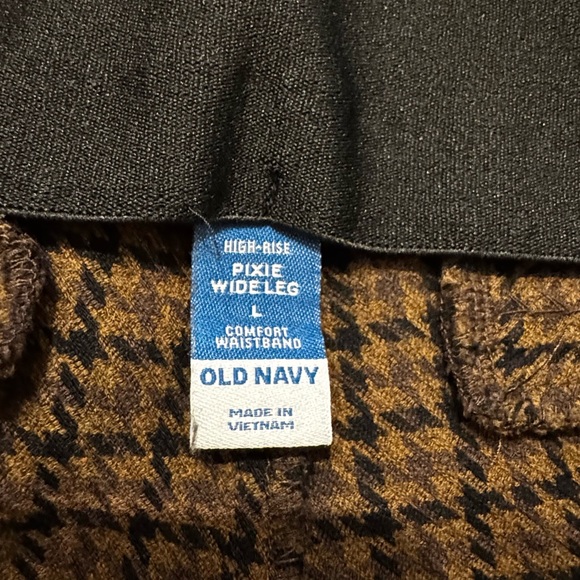 HIGH-RISE
PIXIE
WIDE LEG
L
COMFORT
WAISTBAND
OLD NAVY
MADE IN
VIETNAM